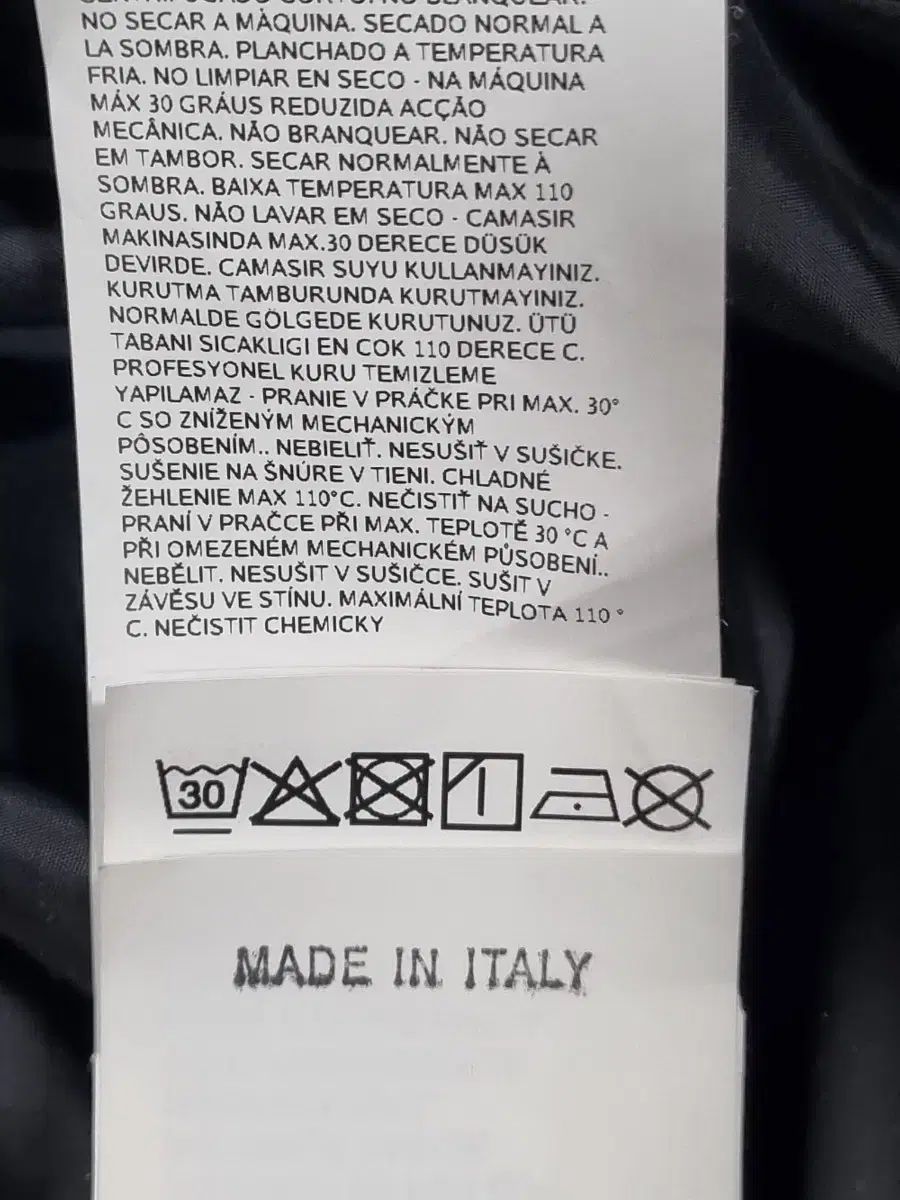 CENTRIFUGADO CORTO. NO BLANQUEAR.
NO SECAR A MÁQUINA. SECADO NORMAL A
LA SOMBRA. PLANCHADO A TEMPERATURA
FRIA. NO LIMPIAR EN SECO - NA MÁQUINA
MÁX 30 GRÁUS REDUZIDA ACÇÃO
MECÂNICA. NÃO BRANQUEAR. NÃO SECAR
EM TAMBOR. SECAR NORMALMENTE À
SOMBRA. BAIXA TEMPERATURA MAX 110
GRAUS. NÃO LAVAR EM SECO - CAMASIR
MAKINASINDA MAX.30 DERECE DÜSÜK
DEVIRDE. CAMASIR SUYU KULLANMAYINIZ.
KURUTMA TAMBURUNDA KURUTMAYINIZ.
NORMALDE GÖLGEDE KURUTUNUZ. ÜTÜ
TABANI SICAKLIGI EN COK 110 DERECE C.
PROFESYONEL KURU TEMIZLEME
YAPILAMAZ - PRANIE V PRÁČKE PRI MAX. 30°
C SO ZNÍŽENÝM MECHANICKÝM
PÔSOBENÍM.. NEBIELIŤ. NESUŠIŤ V SUŠIČKE.
SUŠENIE NA ŠNÚRE V TIENI. CHLADNÉ
ŽEHLENIE MAX 110°C. NEČISTIŤ NA SUCHO -
PRANÍ V PRAČCE PŘI MAX. TEPLOTĚ 30 °C A
PŘI OMEZENÉM MECHANICKÉM PŮSOBENÍ..
NEBĚLIT. NESUŠIT V SUŠIČCE. SUŠIT V
ZÁVĚSU VE STÍNU. MAXIMÁLNÍ TEPLOTA 110 °
C. NEČISTIT CHEMICKY
30
MADE IN ITALY